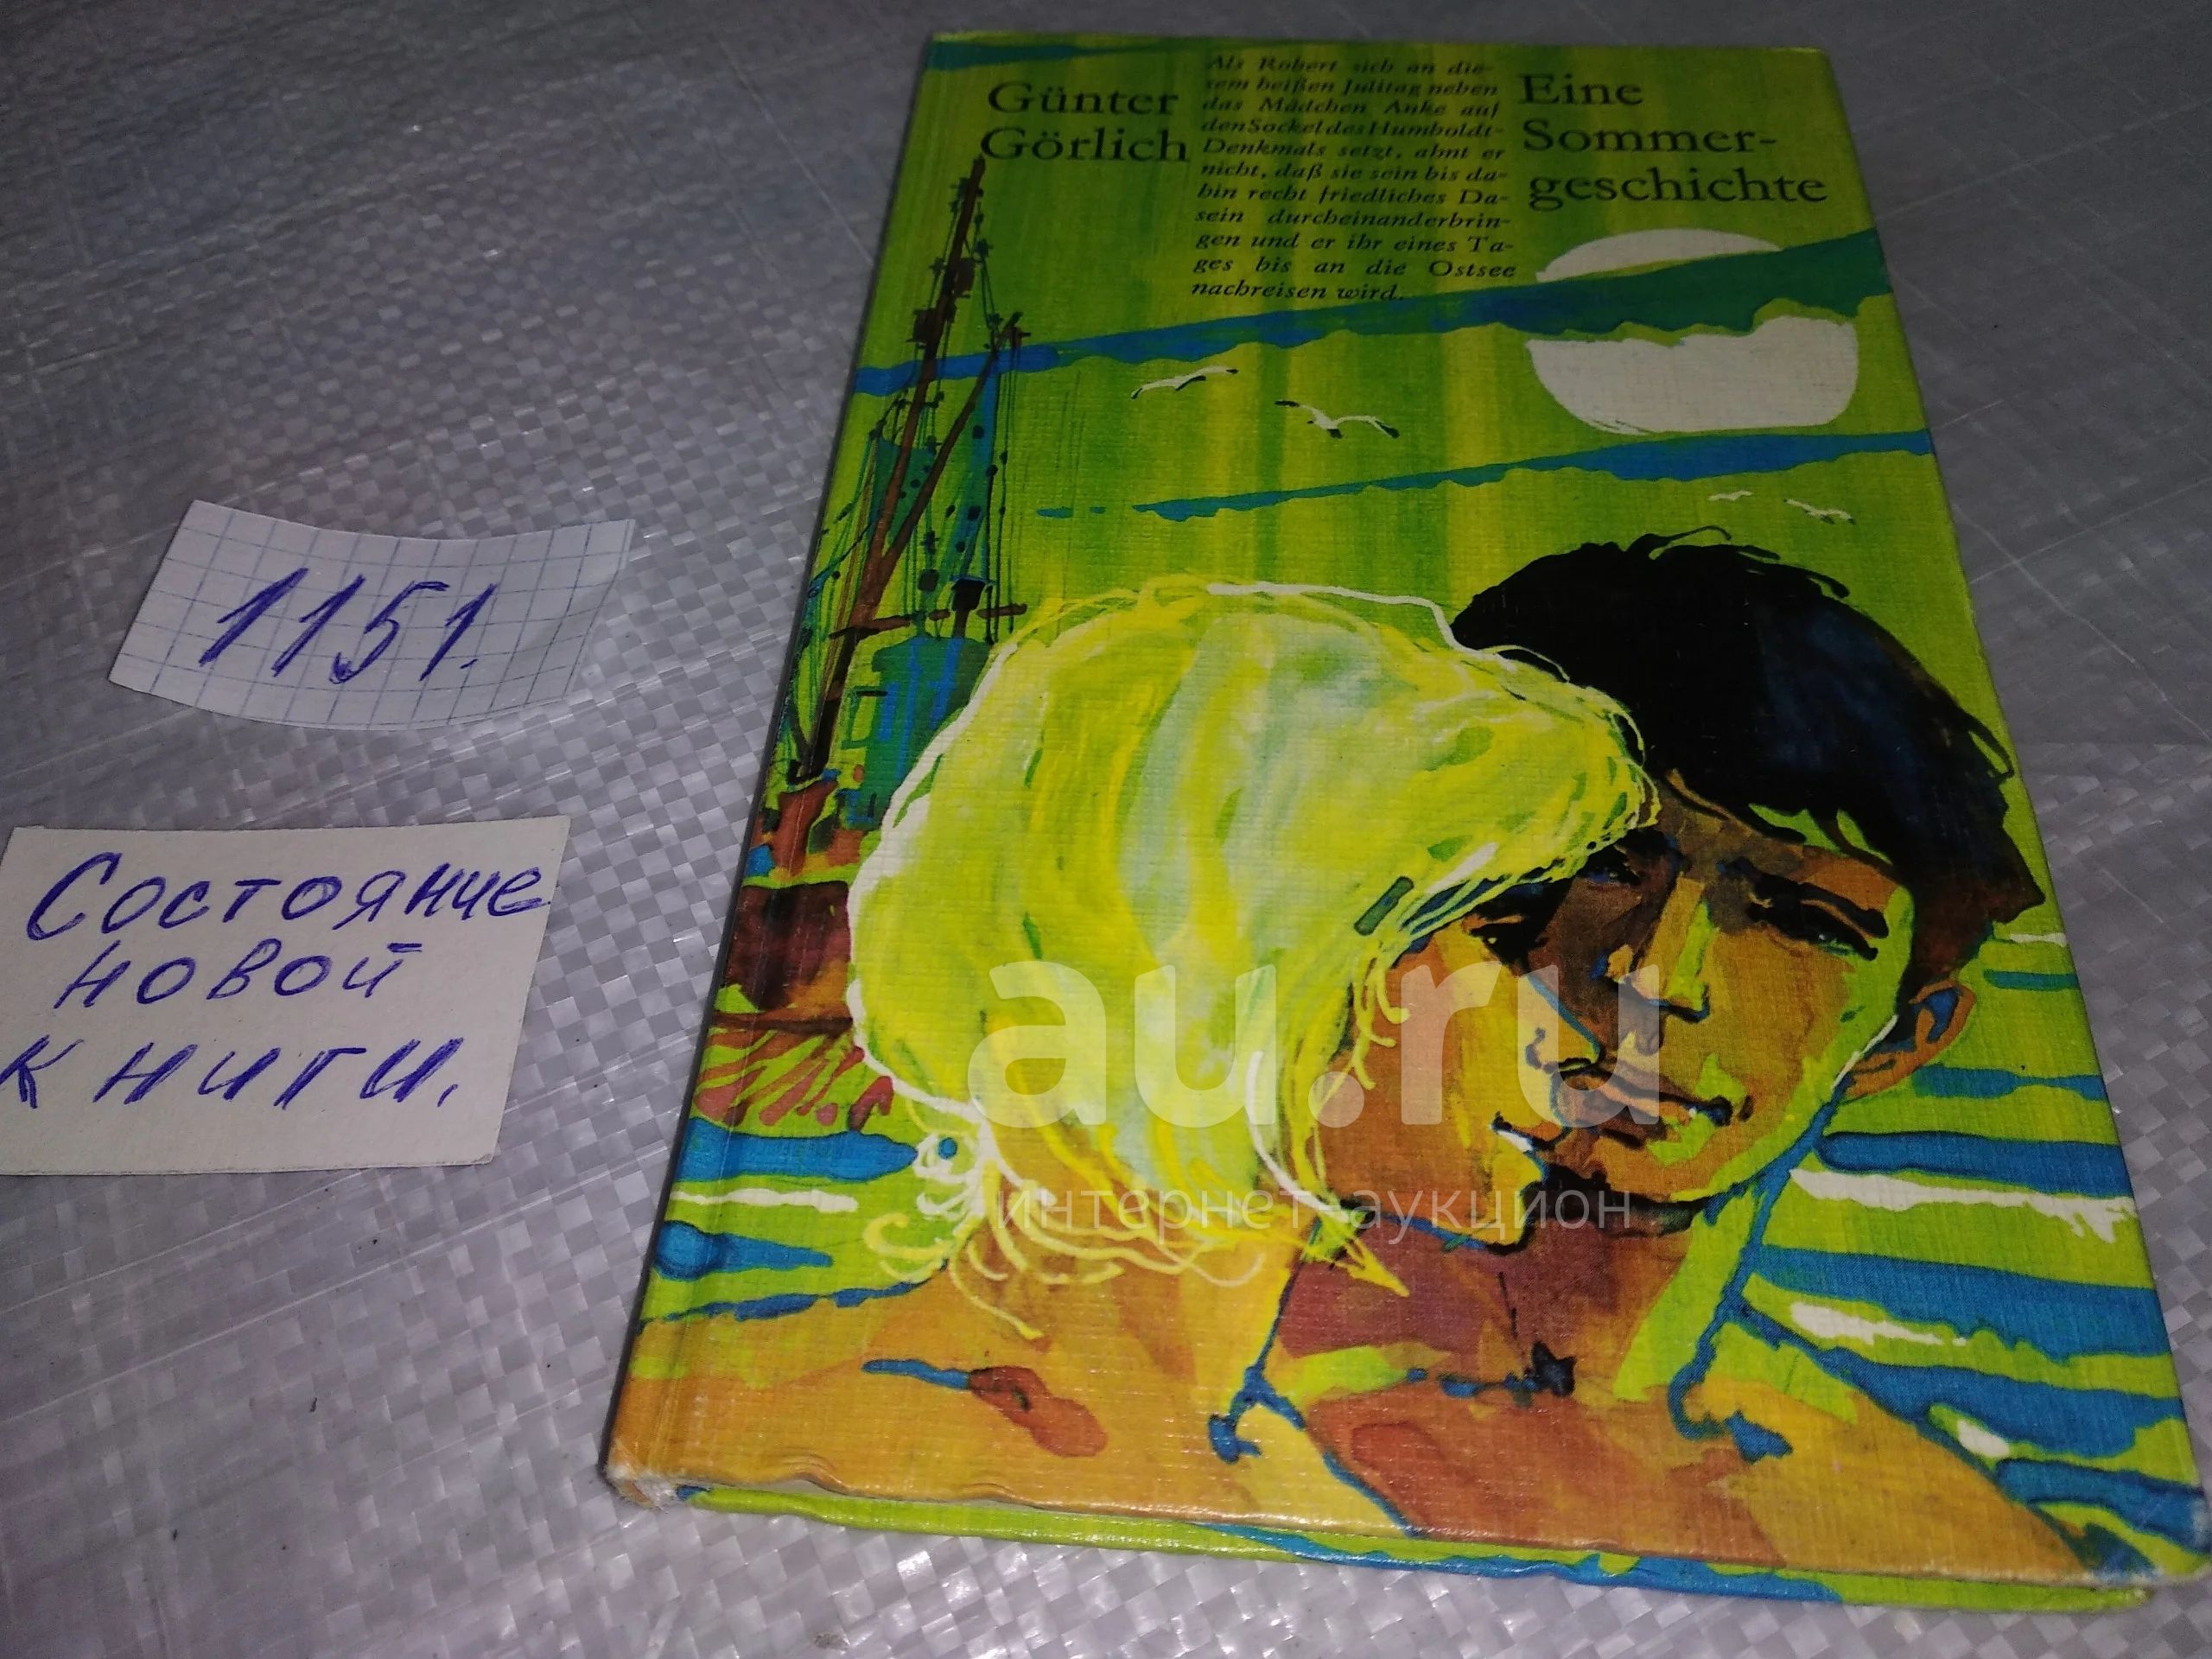 Günter
Görlich
Als Robert sich an die-
sem heißen Julitag neben
das Mädchen Anke auf
den Sockel des Humboldt-
Denkmals setzt, ahnt er
nicht, daß sie sein bis da-
hin recht friedliches Da-
sein durcheinanderbrin-
gen und er ihr eines Ta-
ges bis an die Ostsee
nachreisen wird.
Eine
Sommer-
geschichte
1151.
Состояние
новой
книги.
au.ru
интернет-аукцион